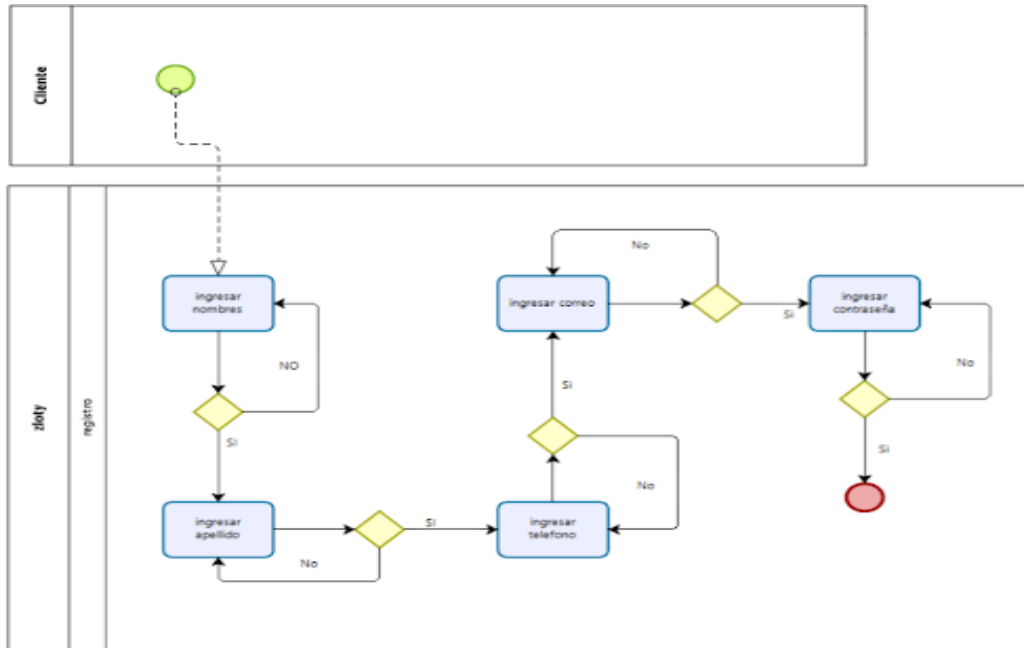 Cliente
zloty
registro
ingresar
nombres
NO
SI
ingresar
apellido
No
SI
ingresar
telefono
No
Si
ingresar correo
No
Si
ingresar
contraseña
No
Si